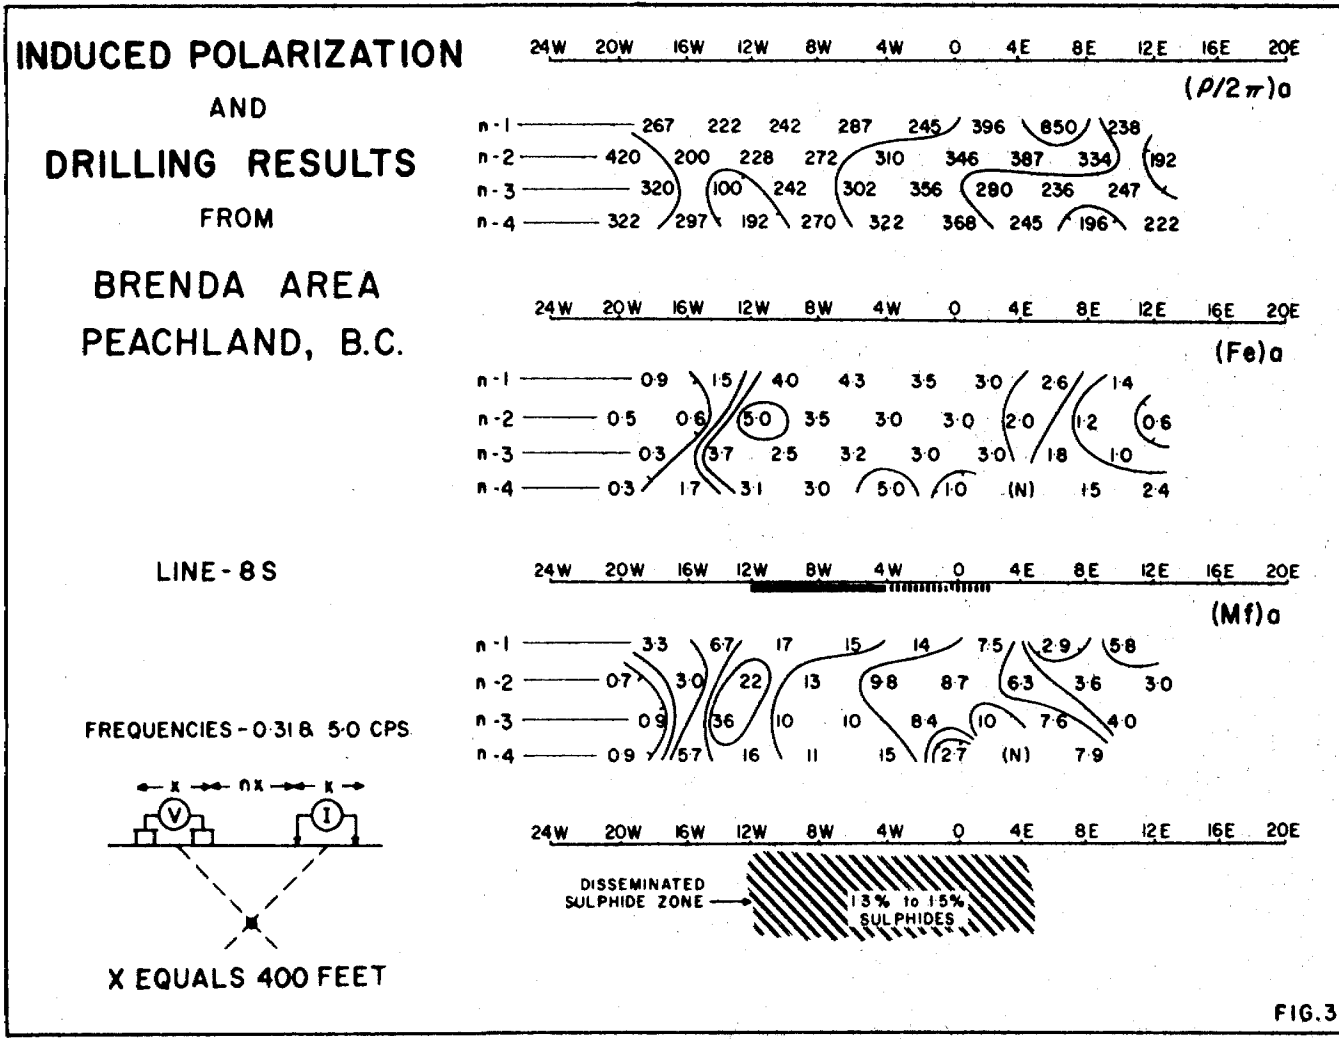 INDUCED POLARIZATION
AND
DRILLING RESULTS
FROM
BRENDA AREA
PEACHLAND, B.C.
LINE - 8S
FREQUENCIES - 0·31 & 5·0 CPS
x nx x
V I
X EQUALS 400 FEET
24W 20W 16W 12W 8W 4W 0 4E 8E 12E 16E 20E
(ρ/2π)a
n-1 267 222 242 287 245 396 850 238
n-2 420 200 228 272 310 346 387 334 192
n-3 320 100 242 302 356 280 236 247
n-4 322 297 192 270 322 368 245 196 222
24W 20W 16W 12W 8W 4W 0 4E 8E 12E 16E 20E
(Fe)a
n-1 0·9 1·5 4·0 4·3 3·5 3·0 2·6 1·4
n-2 0·5 0·6 5·0 3·5 3·0 3·0 2·0 1·2 0·6
n-3 0·3 3·7 2·5 3·2 3·0 3·0 1·8 1·0
n-4 0·3 1·7 3·1 3·0 5·0 1·0 (N) 1·5 2·4
24W 20W 16W 12W 8W 4W 0 4E 8E 12E 16E 20E
(Mf)a
n-1 3·3 6·7 17 15 14 7·5 2·9 5·8
n-2 0·7 3·0 22 13 9·8 8·7 6·3 3·6 3·0
n-3 0·9 36 10 10 8·4 10 7·6 4·0
n-4 0·9 5·7 16 11 15 2·7 (N) 7·9
24W 20W 16W 12W 8W 4W 0 4E 8E 12E 16E 20E
DISSEMINATED
SULPHIDE ZONE
1·3% to 1·5%
SULPHIDES
FIG.3